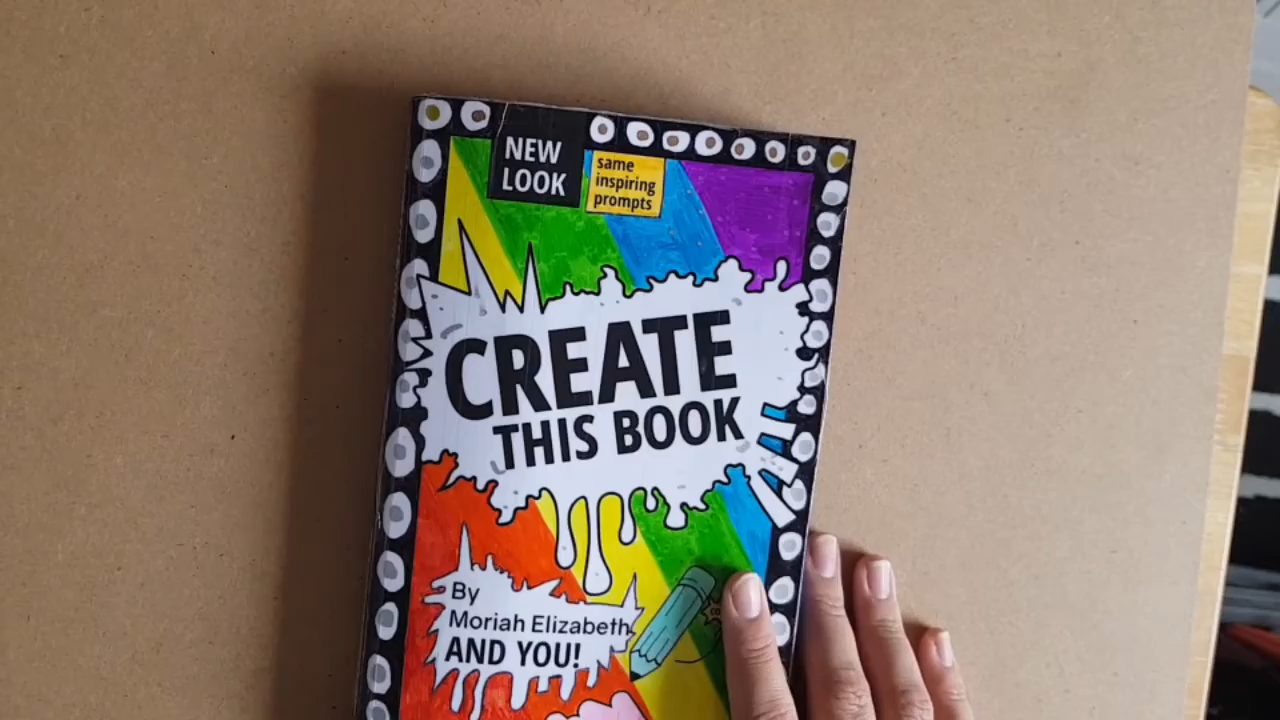 NEW
LOOK
same
inspiring
prompts
CREATE
THIS BOOK
By
Moriah Elizabeth
AND YOU!